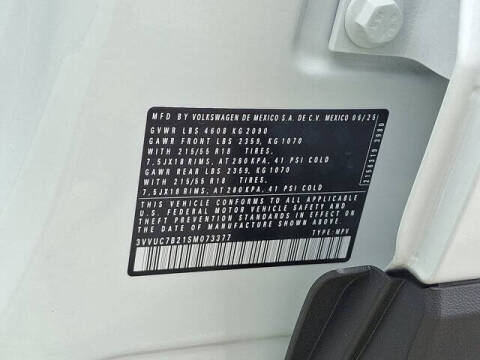 MFD BY VOLKSWAGEN DE MEXICO S.A. DE C.V. MEXICO 06/25
GVWR LBS 4608 KG 2090
GAWR FRONT LBS 2359, KG 1070
WITH 215/55 R18 TIRES,
7.5JX18 RIMS, AT 280 KPA, 41 PSI COLD
GAWR REAR LBS 2359, KG 1070
WITH 215/55 R18 TIRES,
7.5JX18 RIMS, AT 280 KPA, 41 PSI COLD
THIS VEHICLE CONFORMS TO ALL APPLICABLE
U.S. FEDERAL MOTOR VEHICLE SAFETY AND
THEFT PREVENTION STANDARDS IN EFFECT ON
THE DATE OF MANUFACTURE SHOWN ABOVE.
3VVUC7B21SM073377 TYPE: MPV